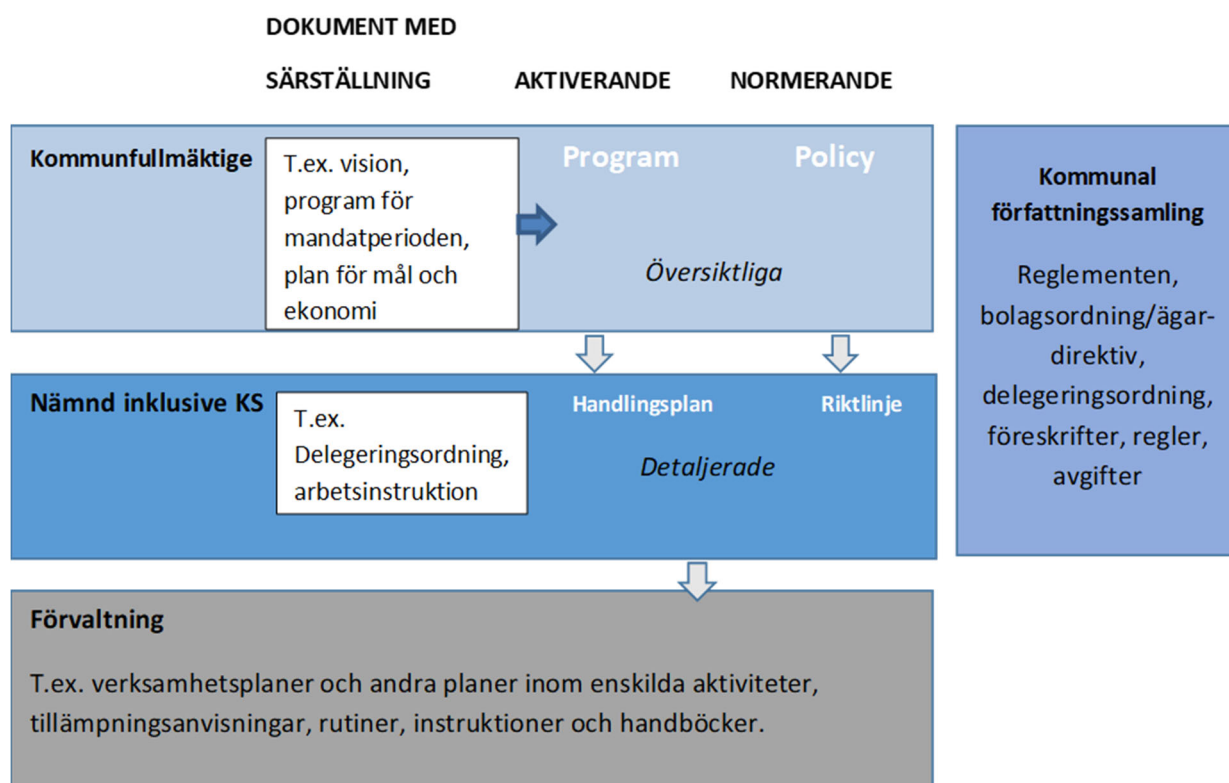 DOKUMENT MED
SÄRSTÄLLNING
AKTIVERANDE
NORMERANDE
Kommunfullmäktige
T.ex. vision,
program för
mandatperioden,
plan för mål och
ekonomi
Program
Policy
Översiktliga
Nämnd inklusive KS
T.ex.
Delegeringsordning,
arbetsinstruktion
Handlingsplan
Riktlinje
Detaljerade
Förvaltning
T.ex. verksamhetsplaner och andra planer inom enskilda aktiviteter,
tillämpningsanvisningar, rutiner, instruktioner och handböcker.
Kommunal
författningssamling
Reglementen,
bolagsordning/ägar-
direktiv,
delegeringsordning,
föreskrifter, regler,
avgifter